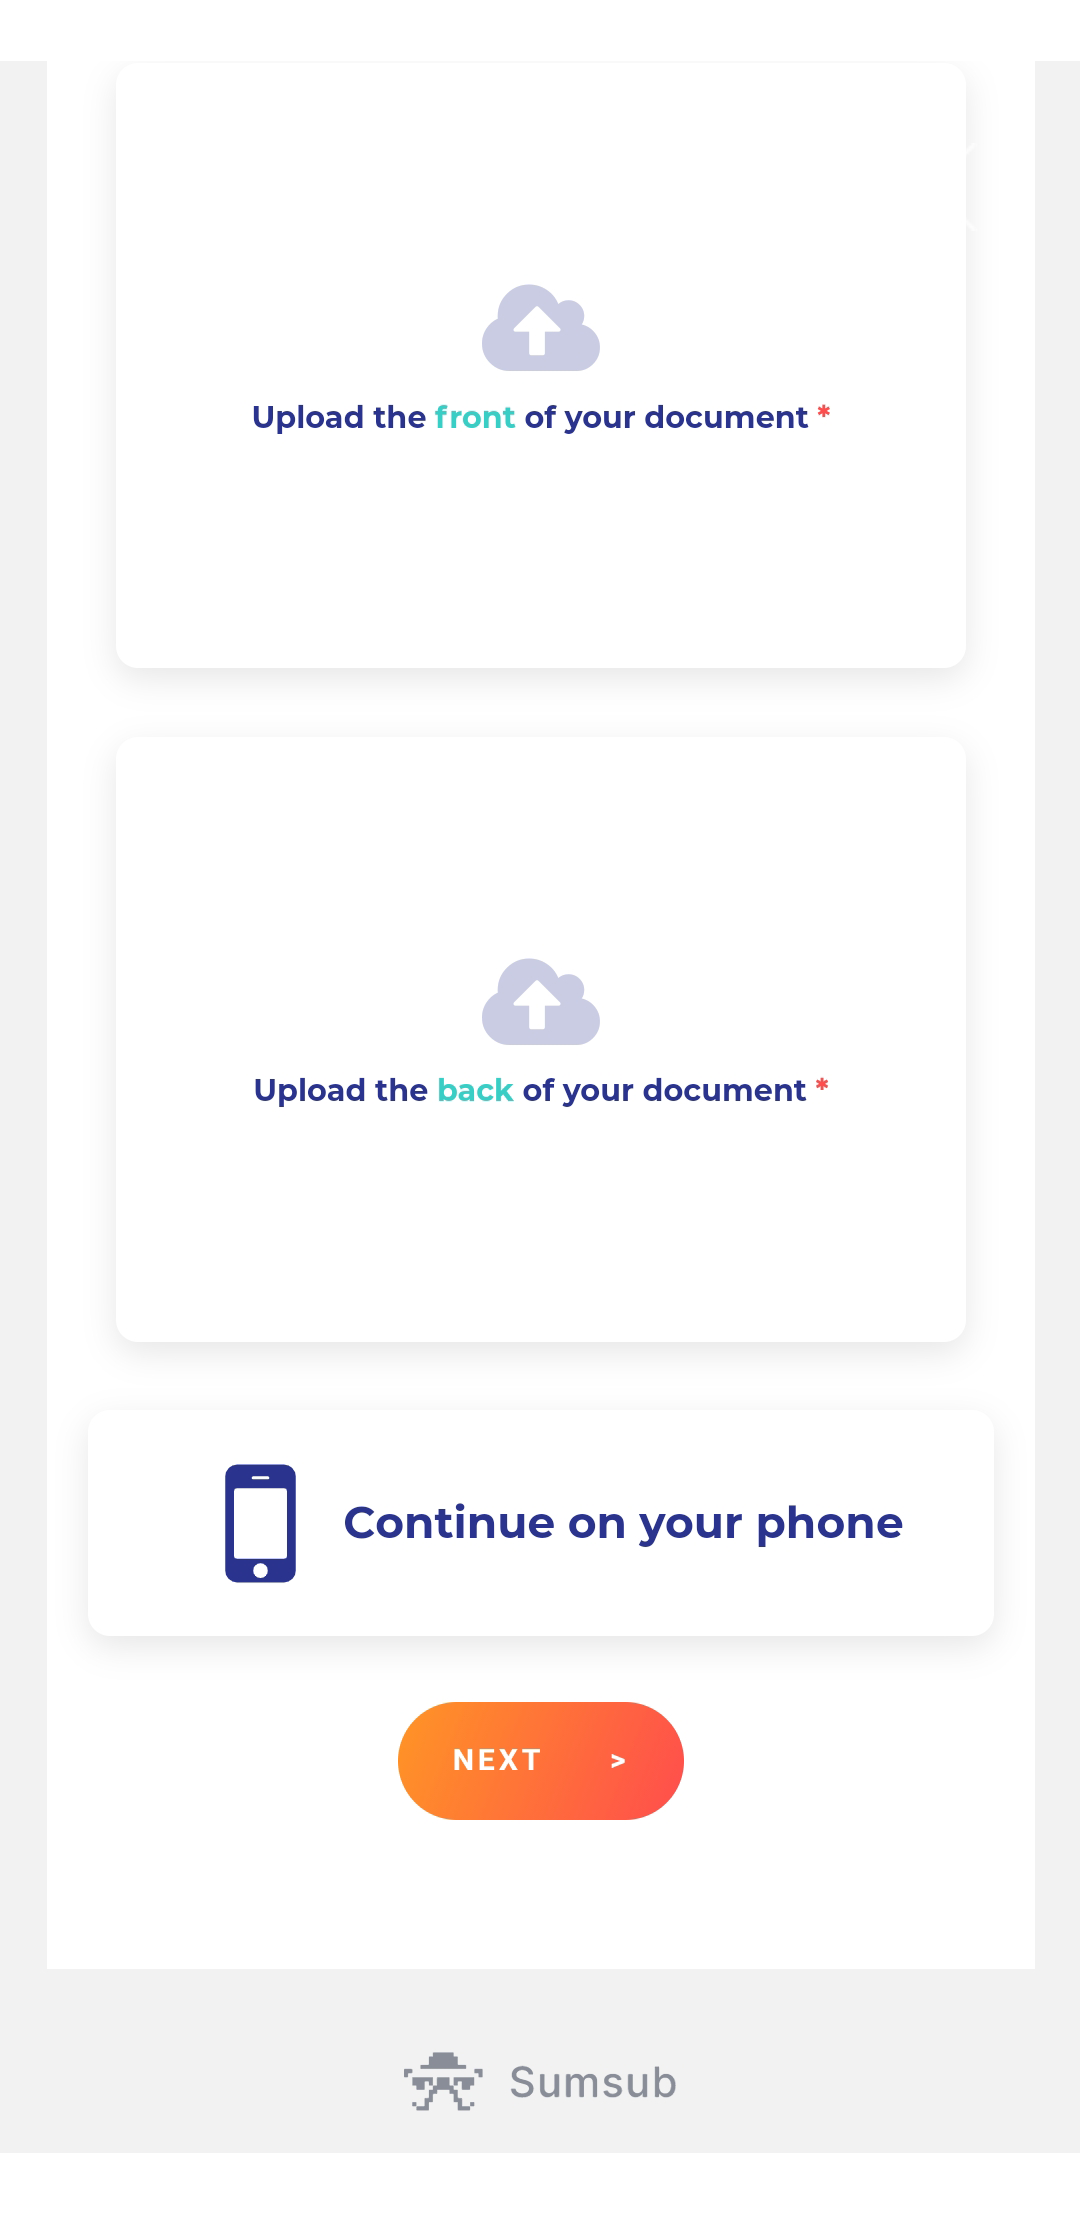 Upload the front of your document *
Upload the back of your document *
Continue on your phone
NEXT >
Sumsub